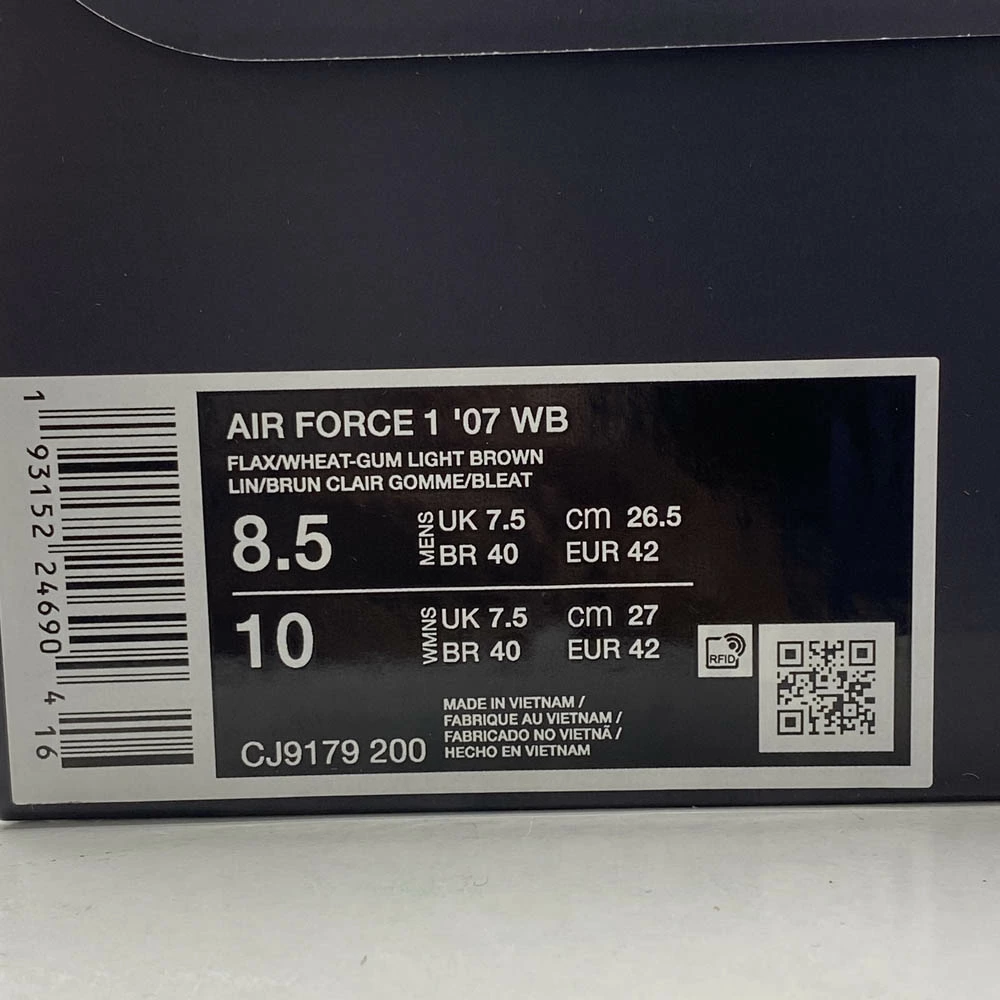 AIR FORCE 1 '07 WB
FLAX/WHEAT-GUM LIGHT BROWN
LIN/BRUN CLAIR GOMME/BLEAT
8.5 MENS UK 7.5 cm 26.5
BR 40 EUR 42
10 WMNS UK 7.5 cm 27
BR 40 EUR 42
RFID
MADE IN VIETNAM /
FABRIQUE AU VIETNAM /
FABRICADO NO VIETNÃ /
HECHO EN VIETNAM
CJ9179 200
1 93152 24690 4 16